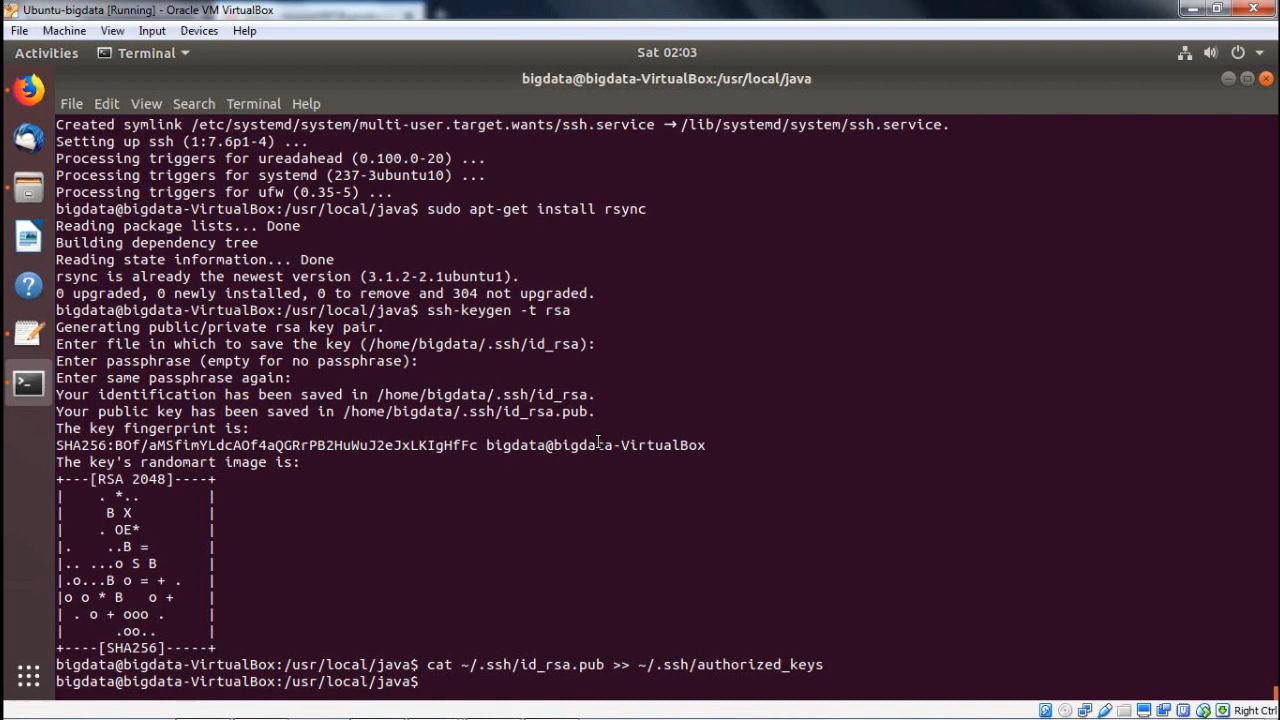 Ubuntu-bigdata [Running] - Oracle VM VirtualBox
File Machine View Input Devices Help
Activities Terminal Sat 02:03
bigdata@bigdata-VirtualBox:/usr/local/java
File Edit View Search Terminal Help
Created symlink /etc/systemd/system/multi-user.target.wants/ssh.service → /lib/systemd/system/ssh.service.
Setting up ssh (1:7.6p1-4) ...
Processing triggers for ureadahead (0.100.0-20) ...
Processing triggers for systemd (237-3ubuntu10) ...
Processing triggers for ufw (0.35-5) ...
bigdata@bigdata-VirtualBox:/usr/local/java$ sudo apt-get install rsync
Reading package lists... Done
Building dependency tree
Reading state information... Done
rsync is already the newest version (3.1.2-2.1ubuntu1).
0 upgraded, 0 newly installed, 0 to remove and 304 not upgraded.
bigdata@bigdata-VirtualBox:/usr/local/java$ ssh-keygen -t rsa
Generating public/private rsa key pair.
Enter file in which to save the key (/home/bigdata/.ssh/id_rsa):
Enter passphrase (empty for no passphrase):
Enter same passphrase again:
Your identification has been saved in /home/bigdata/.ssh/id_rsa.
Your public key has been saved in /home/bigdata/.ssh/id_rsa.pub.
The key fingerprint is:
SHA256:BOf/aMSfimYLdcAOf4aQGRrPB2HuWuJ2eJxLKIgHfFc bigdata@bigdata-VirtualBox
The key's randomart image is:
+---[RSA 2048]----+
|    . *..        |
|     B X         |
|    . OE*        |
|.    ..B =       |
|.. ...o S B      |
|.o...B o = + .   |
|o o * B   o +    |
| . o + ooo .     |
|      .oo..      |
+----[SHA256]-----+
bigdata@bigdata-VirtualBox:/usr/local/java$ cat ~/.ssh/id_rsa.pub >> ~/.ssh/authorized_keys
bigdata@bigdata-VirtualBox:/usr/local/java$
Right Ctrl